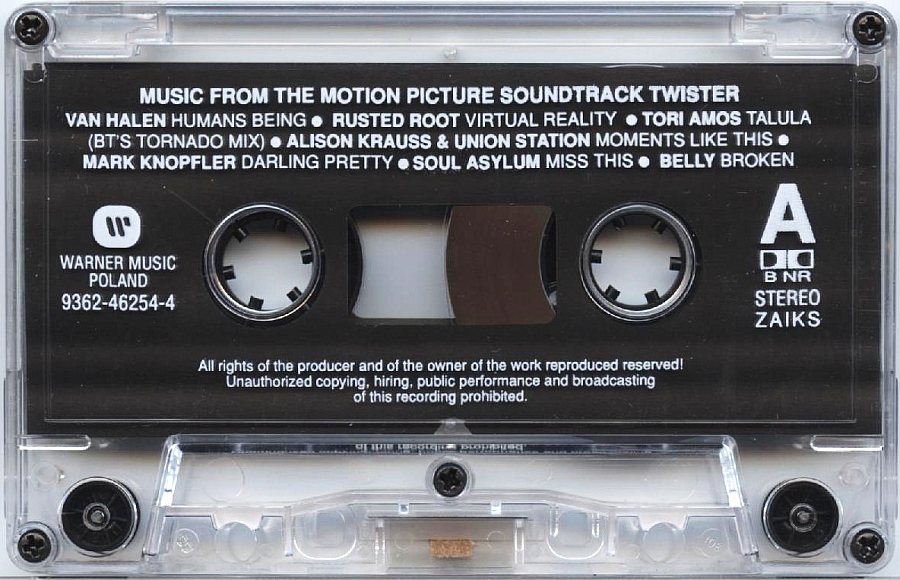 MUSIC FROM THE MOTION PICTURE SOUNDTRACK TWISTER
VAN HALEN HUMANS BEING ● RUSTED ROOT VIRTUAL REALITY ● TORI AMOS TALULA
(BT'S TORNADO MIX) ● ALISON KRAUSS & UNION STATION MOMENTS LIKE THIS ●
MARK KNOPFLER DARLING PRETTY ● SOUL ASYLUM MISS THIS ● BELLY BROKEN
WARNER MUSIC
POLAND
9362-46254-4
A
B NR
STEREO
ZAIKS
All rights of the producer and of the owner of the work reproduced reserved!
Unauthorized copying, hiring, public performance and broadcasting
of this recording prohibited.